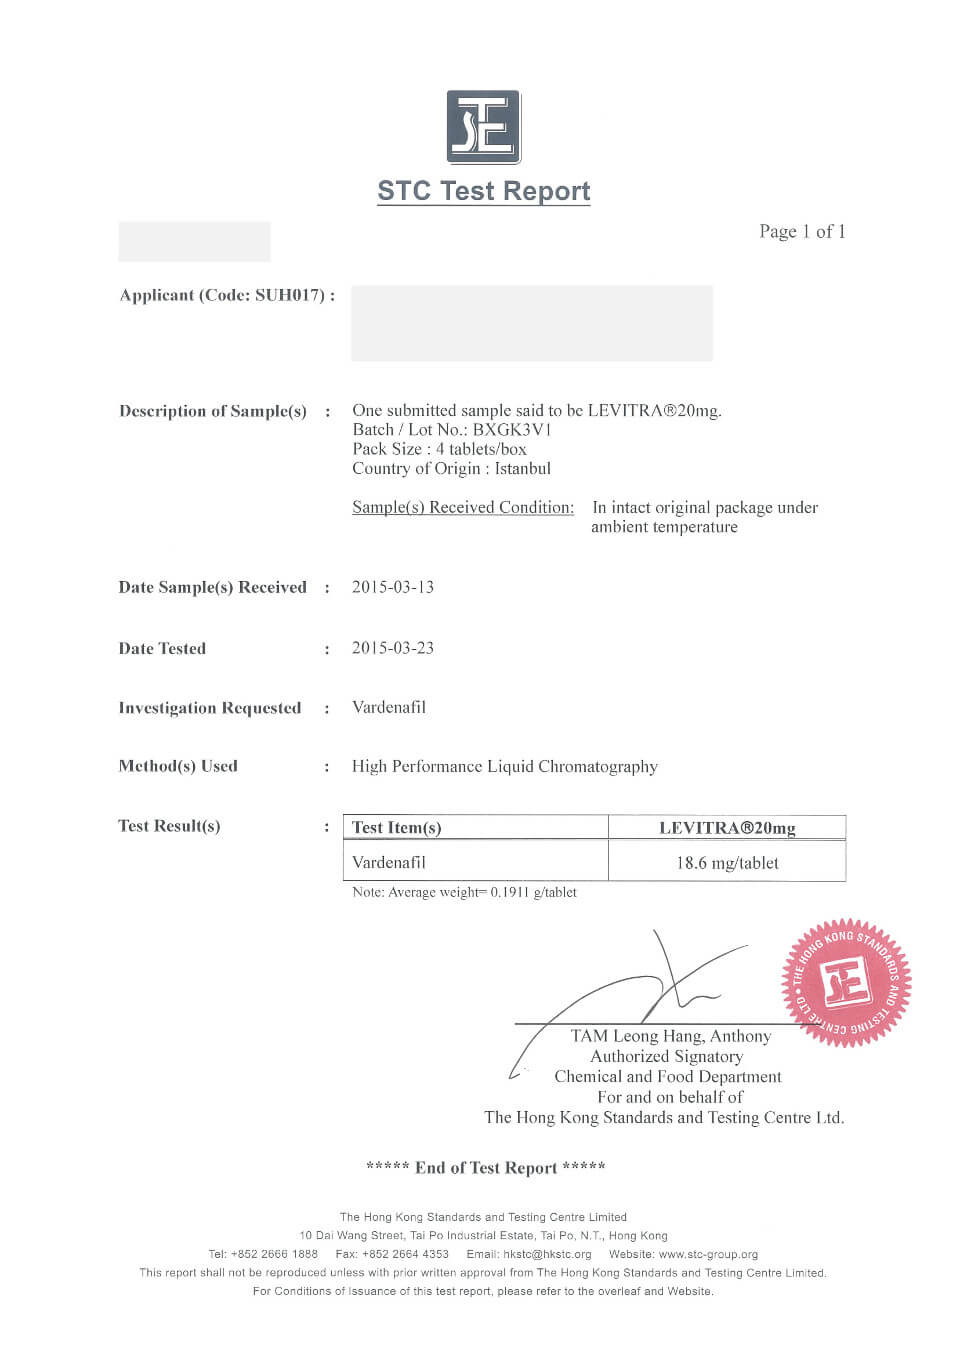 STE
STC Test Report
Page 1 of 1
Applicant (Code: SUH017) :
Description of Sample(s) : One submitted sample said to be LEVITRA®20mg.
Batch / Lot No.: BXGK3V1
Pack Size : 4 tablets/box
Country of Origin : Istanbul
Sample(s) Received Condition: In intact original package under
ambient temperature
Date Sample(s) Received : 2015-03-13
Date Tested : 2015-03-23
Investigation Requested : Vardenafil
Method(s) Used : High Performance Liquid Chromatography
Test Result(s) : Test Item(s) LEVITRA®20mg
Vardenafil 18.6 mg/tablet
Note: Average weight= 0.1911 g/tablet
THE HONG KONG STANDARDS AND TESTING CENTRE LTD •
STE
TAM Leong Hang, Anthony
Authorized Signatory
Chemical and Food Department
For and on behalf of
The Hong Kong Standards and Testing Centre Ltd.
***** End of Test Report *****
The Hong Kong Standards and Testing Centre Limited
10 Dai Wang Street, Tai Po Industrial Estate, Tai Po, N.T., Hong Kong
Tel: +852 2666 1888 Fax: +852 2664 4353 Email: hkstc@hkstc.org Website: www.stc-group.org
This report shall not be reproduced unless with prior written approval from The Hong Kong Standards and Testing Centre Limited.
For Conditions of Issuance of this test report, please refer to the overleaf and Website.